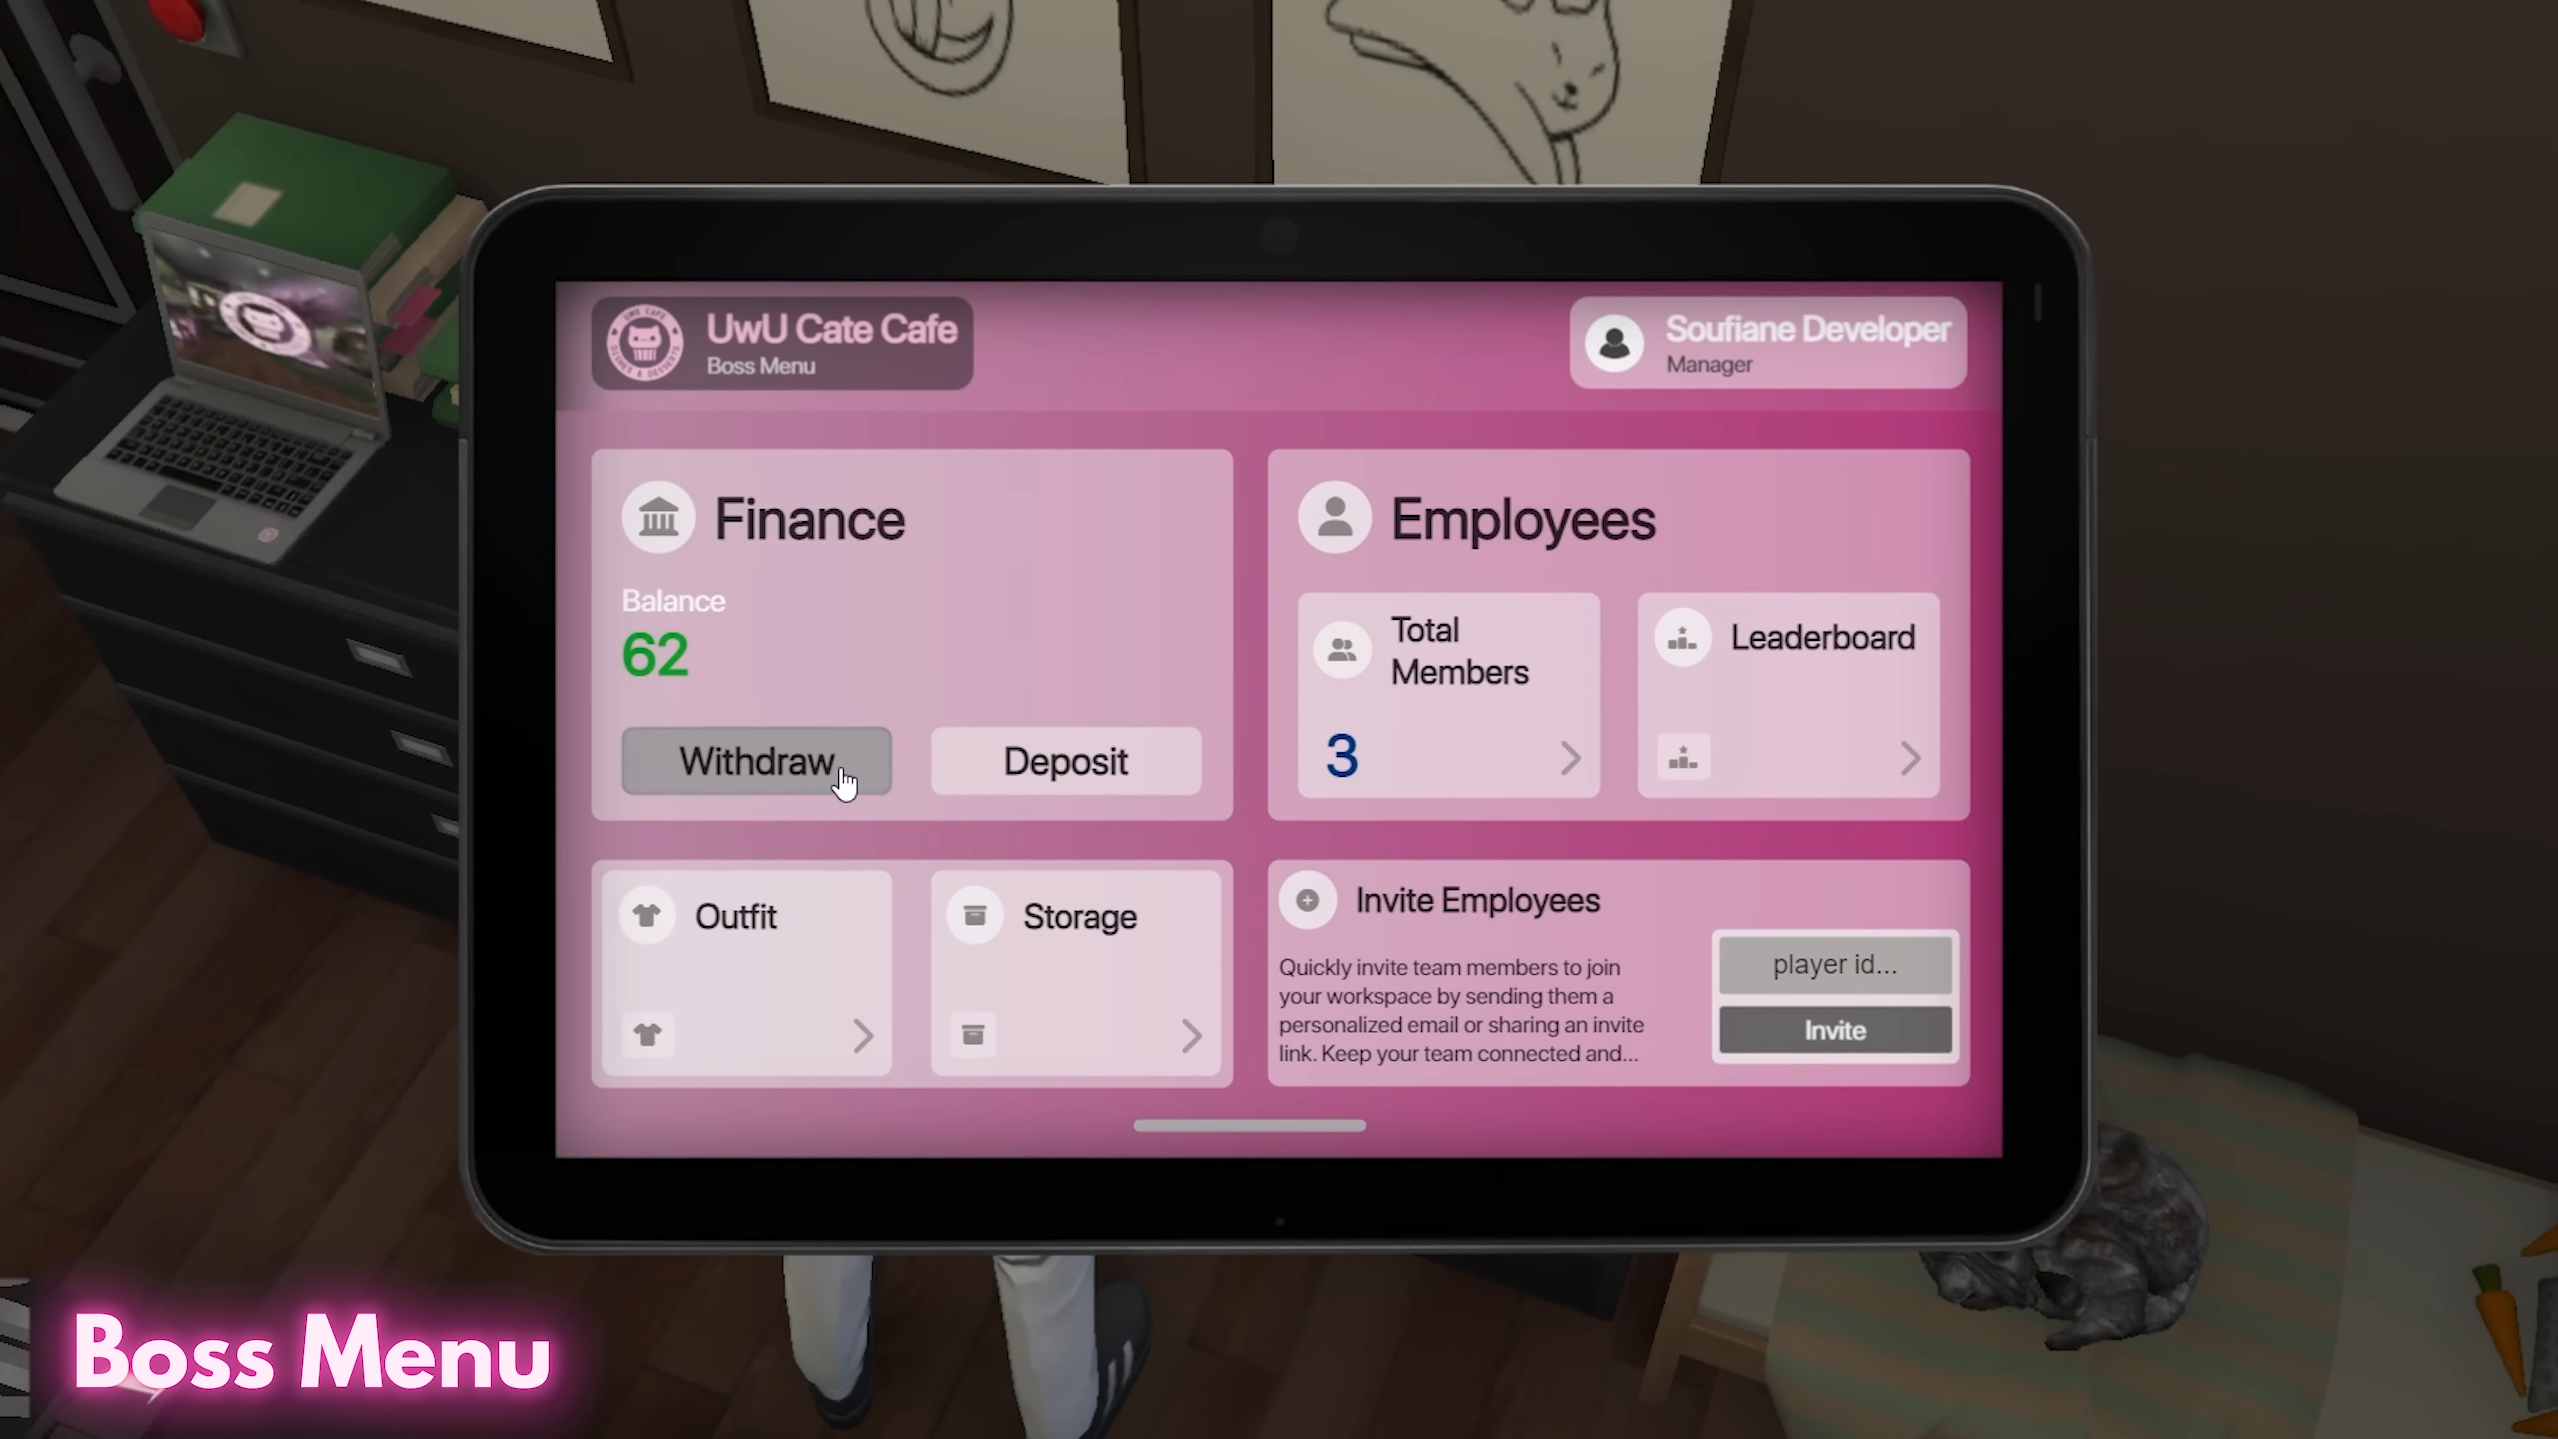 UwU Cate Cafe
Boss Menu
Soufiane Developer
Manager
Finance
Balance
62
Withdraw
Deposit
Employees
Total
Members
3
Leaderboard
Outfit
Storage
Invite Employees
Quickly invite team members to join
your workspace by sending them a
personalized email or sharing an invite
link. Keep your team connected and...
player id...
Invite
Boss Menu